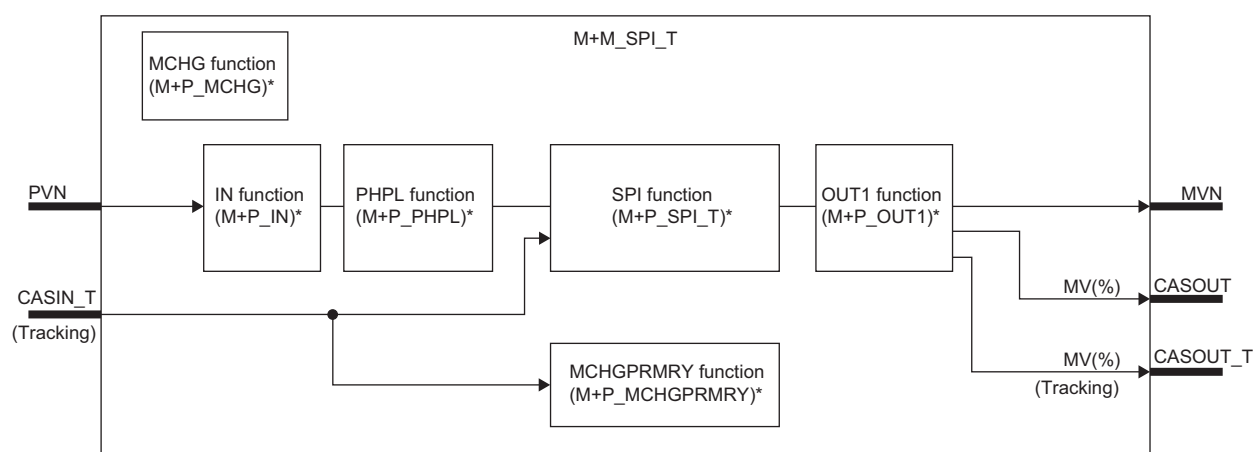 M+M_SPI_T
MCHG function
(M+P_MCHG)*
PVN
IN function
(M+P_IN)*
PHPL function
(M+P_PHPL)*
SPI function
(M+P_SPI_T)*
OUT1 function
(M+P_OUT1)*
MVN
CASIN_T
(Tracking)
MV(%)
CASOUT
MCHGPRMRY function
(M+P_MCHGPRMRY)*
MV(%)
(Tracking)
CASOUT_T